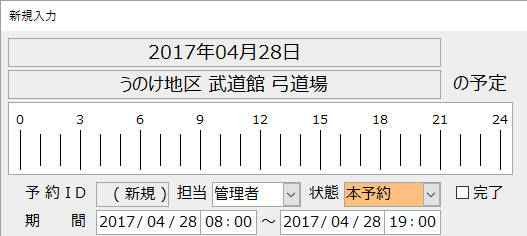 新規入力
2017年04月28日
うのけ地区 武道館 弓道場 の予定
0 3 6 9 12 15 18 21 24
予約ID (新規) 担当 管理者 状態 本予約 完了
期 間 2017/04/28 08:00 ～ 2017/04/28 19:00